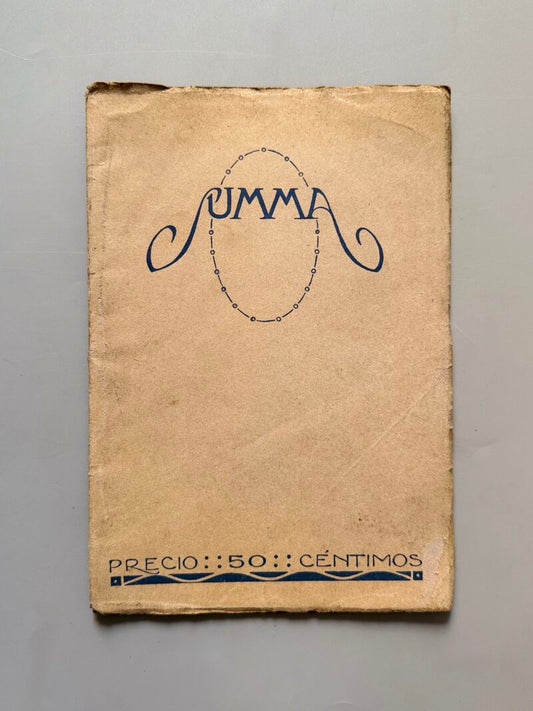 SUMMA
PRECIO :: 50 :: CÉNTIMOS